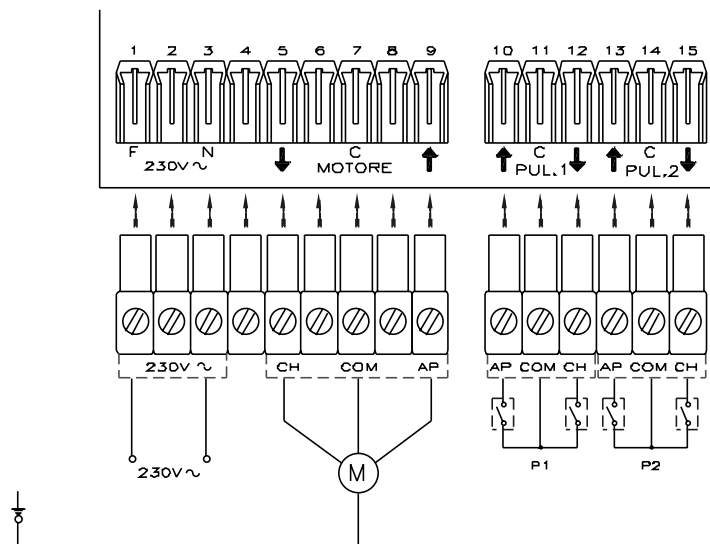 1 2 3 4 5 6 7 8 9 10 11 12 13 14 15
F N C C C
230V ~ MOTORE PUL.1 PUL.2
230V ~ CH COM AP AP COM CH AP COM CH
230V ~ M P1 P2